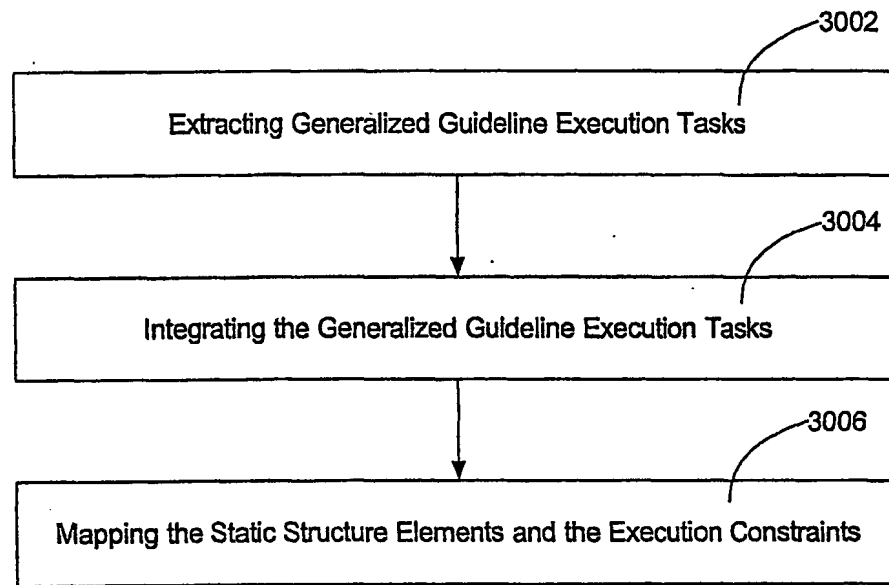 3002
Extracting Generalized Guideline Execution Tasks
3004
Integrating the Generalized Guideline Execution Tasks
3006
Mapping the Static Structure Elements and the Execution Constraints